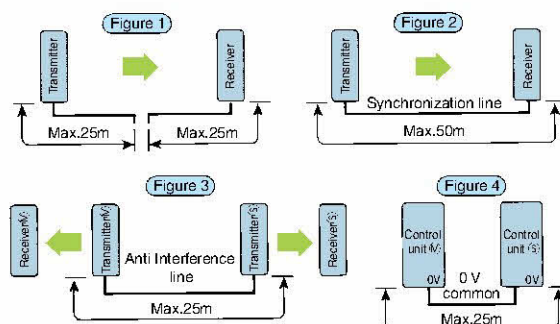 Figure 1
Transmitter
Receiver
Max.25m
Max.25m
Figure 2
Transmitter
Receiver
Synchronization line
Max.50m
Figure 3
Receiver(M)
Transmitter(M)
Transmitter(S)
Receiver(S)
Anti Interference
line
Max.25m
Figure 4
Control
unit(M)
0V
Control
unit(S)
0V
0 V
common
Max.25m